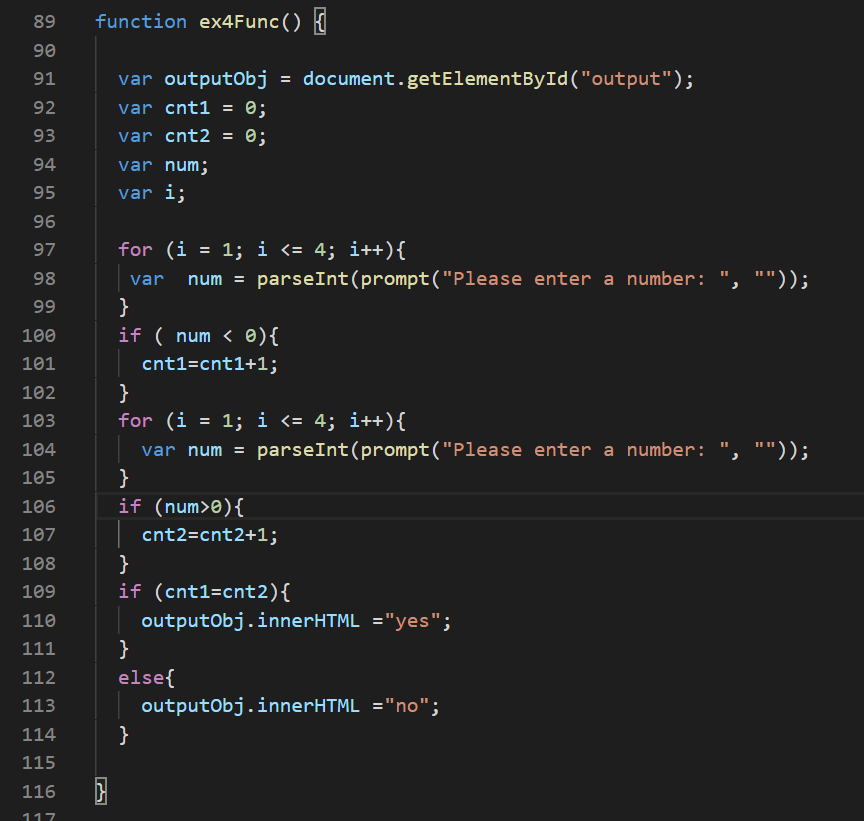 89 function ex4Func() {
90
91 var outputObj = document.getElementById("output");
92 var cnt1 = 0;
93 var cnt2 = 0;
94 var num;
95 var i;
96
97 for (i = 1; i <= 4; i++){
98 var  num = parseInt(prompt("Please enter a number: ", ""));
99 }
100 if ( num < 0){
101 cnt1=cnt1+1;
102 }
103 for (i = 1; i <= 4; i++){
104 var num = parseInt(prompt("Please enter a number: ", ""));
105 }
106 if (num>0){
107 cnt2=cnt2+1;
108 }
109 if (cnt1=cnt2){
110 outputObj.innerHTML ="yes";
111 }
112 else{
113 outputObj.innerHTML ="no";
114 }
115
116 }
117